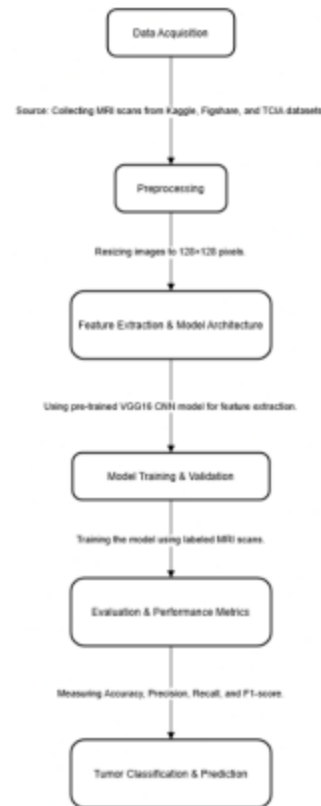 Data Acquisition
Source: Collecting MRI scans from Kaggle, Figshare, and TCIA datasets
Preprocessing
Resizing images to 128×128 pixels.
Feature Extraction & Model Architecture
Using pre-trained VGG16 CNN model for feature extraction.
Model Training & Validation
Training the model using labeled MRI scans.
Evaluation & Performance Metrics
Measuring Accuracy, Precision, Recall, and F1-score.
Tumor Classification & Prediction